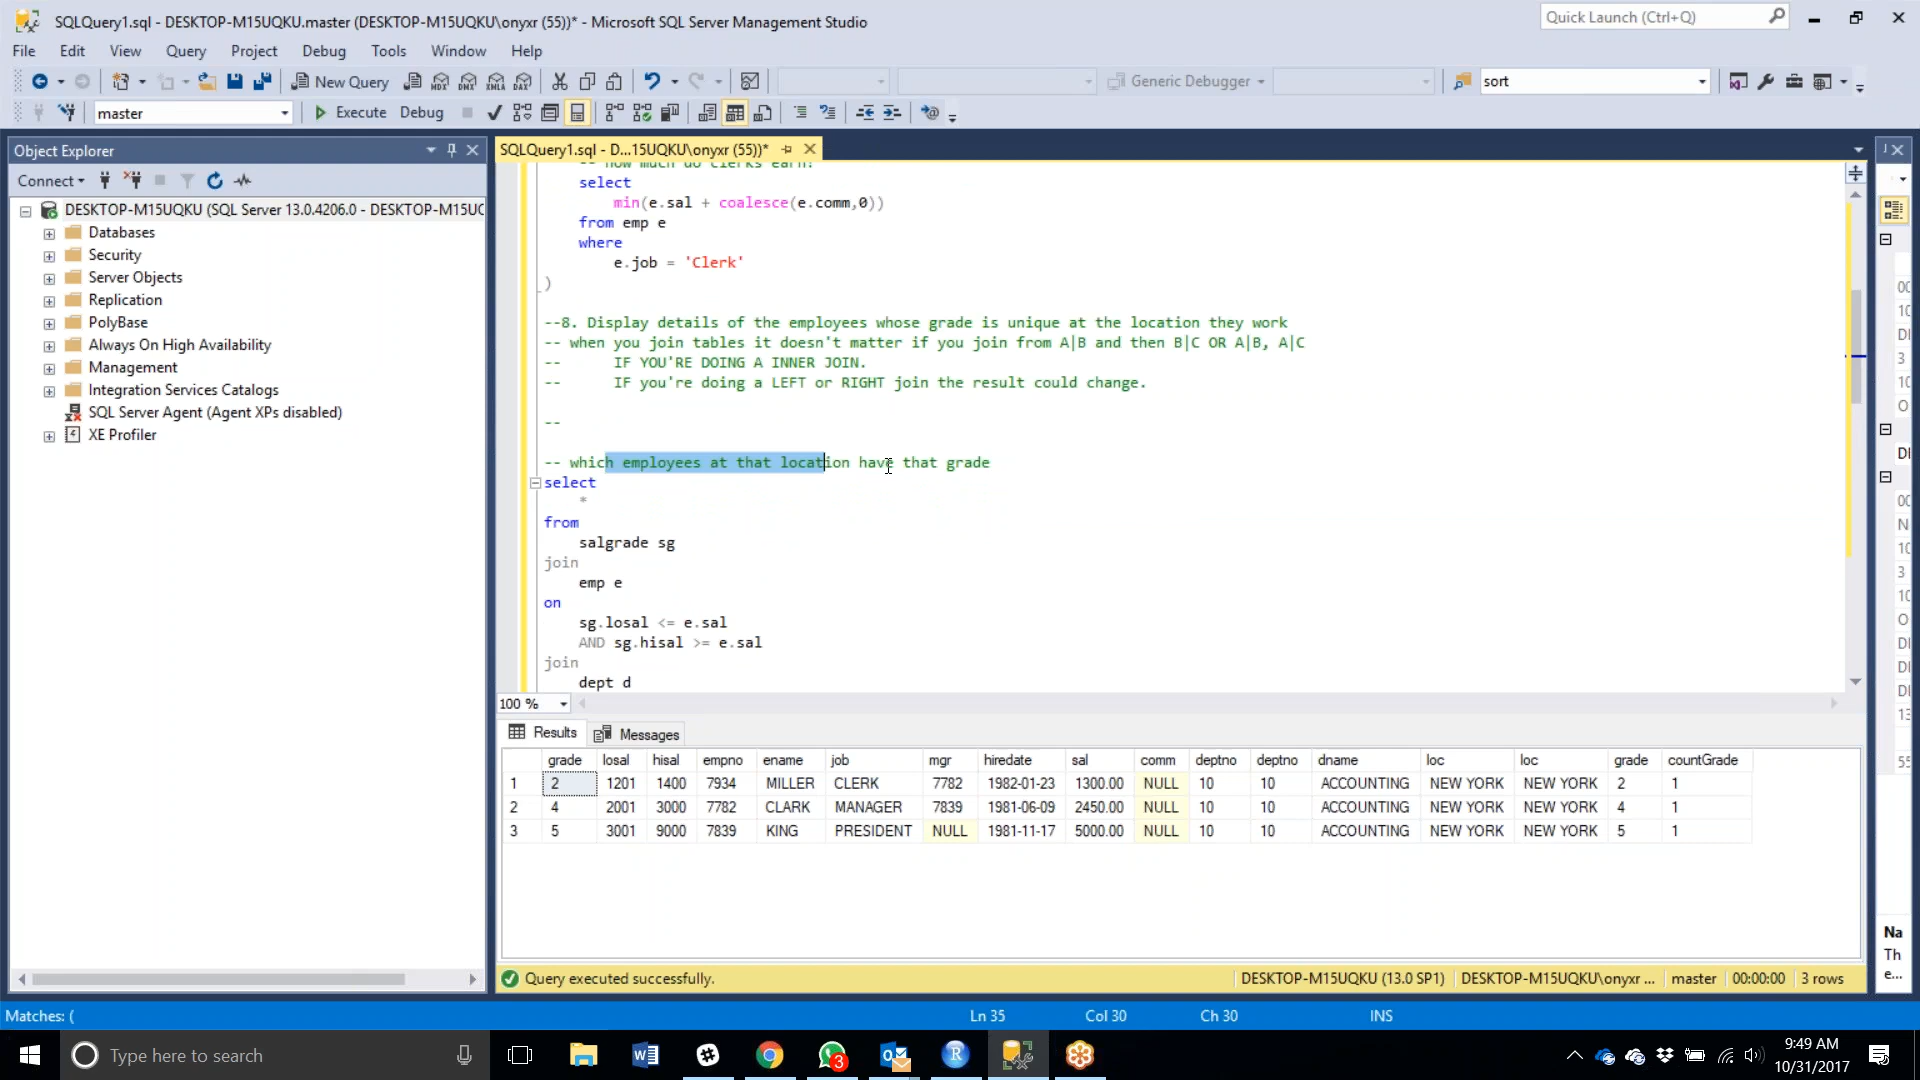 SQLQuery1.sql - DESKTOP-M15UQKU.master (DESKTOP-M15UQKU\onyxr (55))* - Microsoft SQL Server Management Studio
Quick Launch (Ctrl+Q)
File Edit View Query Project Debug Tools Window Help
New Query
MDX DMX XMLA DAX
Generic Debugger
sort
master
Execute Debug
Object Explorer
SQLQuery1.sql - D...15UQKU\onyxr (55))*
Connect
DESKTOP-M15UQKU (SQL Server 13.0.4206.0 - DESKTOP-M15UC
Databases
Security
Server Objects
Replication
PolyBase
Always On High Availability
Management
Integration Services Catalogs
SQL Server Agent (Agent XPs disabled)
XE Profiler
-- how much do clerks earn?
select
min(e.sal + coalesce(e.comm,0))
from emp e
where
e.job = 'Clerk'
)
--8. Display details of the employees whose grade is unique at the location they work
-- when you join tables it doesn't matter if you join from A|B and then B|C OR A|B, A|C
-- IF YOU'RE DOING A INNER JOIN.
-- IF you're doing a LEFT or RIGHT join the result could change.
--
-- which employees at that location have that grade
select
*
from
salgrade sg
join
emp e
on
sg.losal <= e.sal
AND sg.hisal >= e.sal
join
dept d
100 %
Results Messages
grade losal hisal empno ename job mgr hiredate sal comm deptno deptno dname loc loc grade countGrade
1 2 1201 1400 7934 MILLER CLERK 7782 1982-01-23 1300.00 NULL 10 10 ACCOUNTING NEW YORK NEW YORK 2 1
2 4 2001 3000 7782 CLARK MANAGER 7839 1981-06-09 2450.00 NULL 10 10 ACCOUNTING NEW YORK NEW YORK 4 1
3 5 3001 9000 7839 KING PRESIDENT NULL 1981-11-17 5000.00 NULL 10 10 ACCOUNTING NEW YORK NEW YORK 5 1
Na
Th
e...
Query executed successfully.
DESKTOP-M15UQKU (13.0 SP1) DESKTOP-M15UQKU\onyxr ... master 00:00:00 3 rows
Matches: (
Ln 35 Col 30 Ch 30 INS
Type here to search
3
9:49 AM
10/31/2017